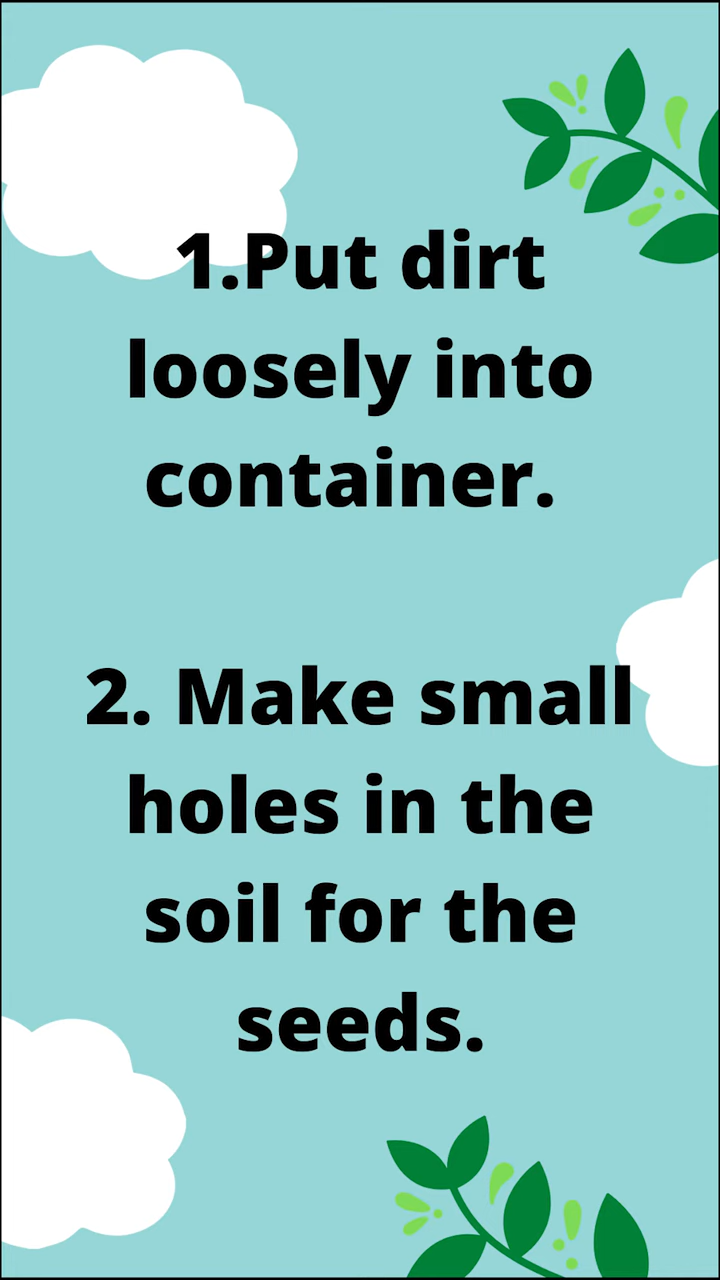 1.Put dirt
loosely into
container.
2. Make small
holes in the
soil for the
seeds.